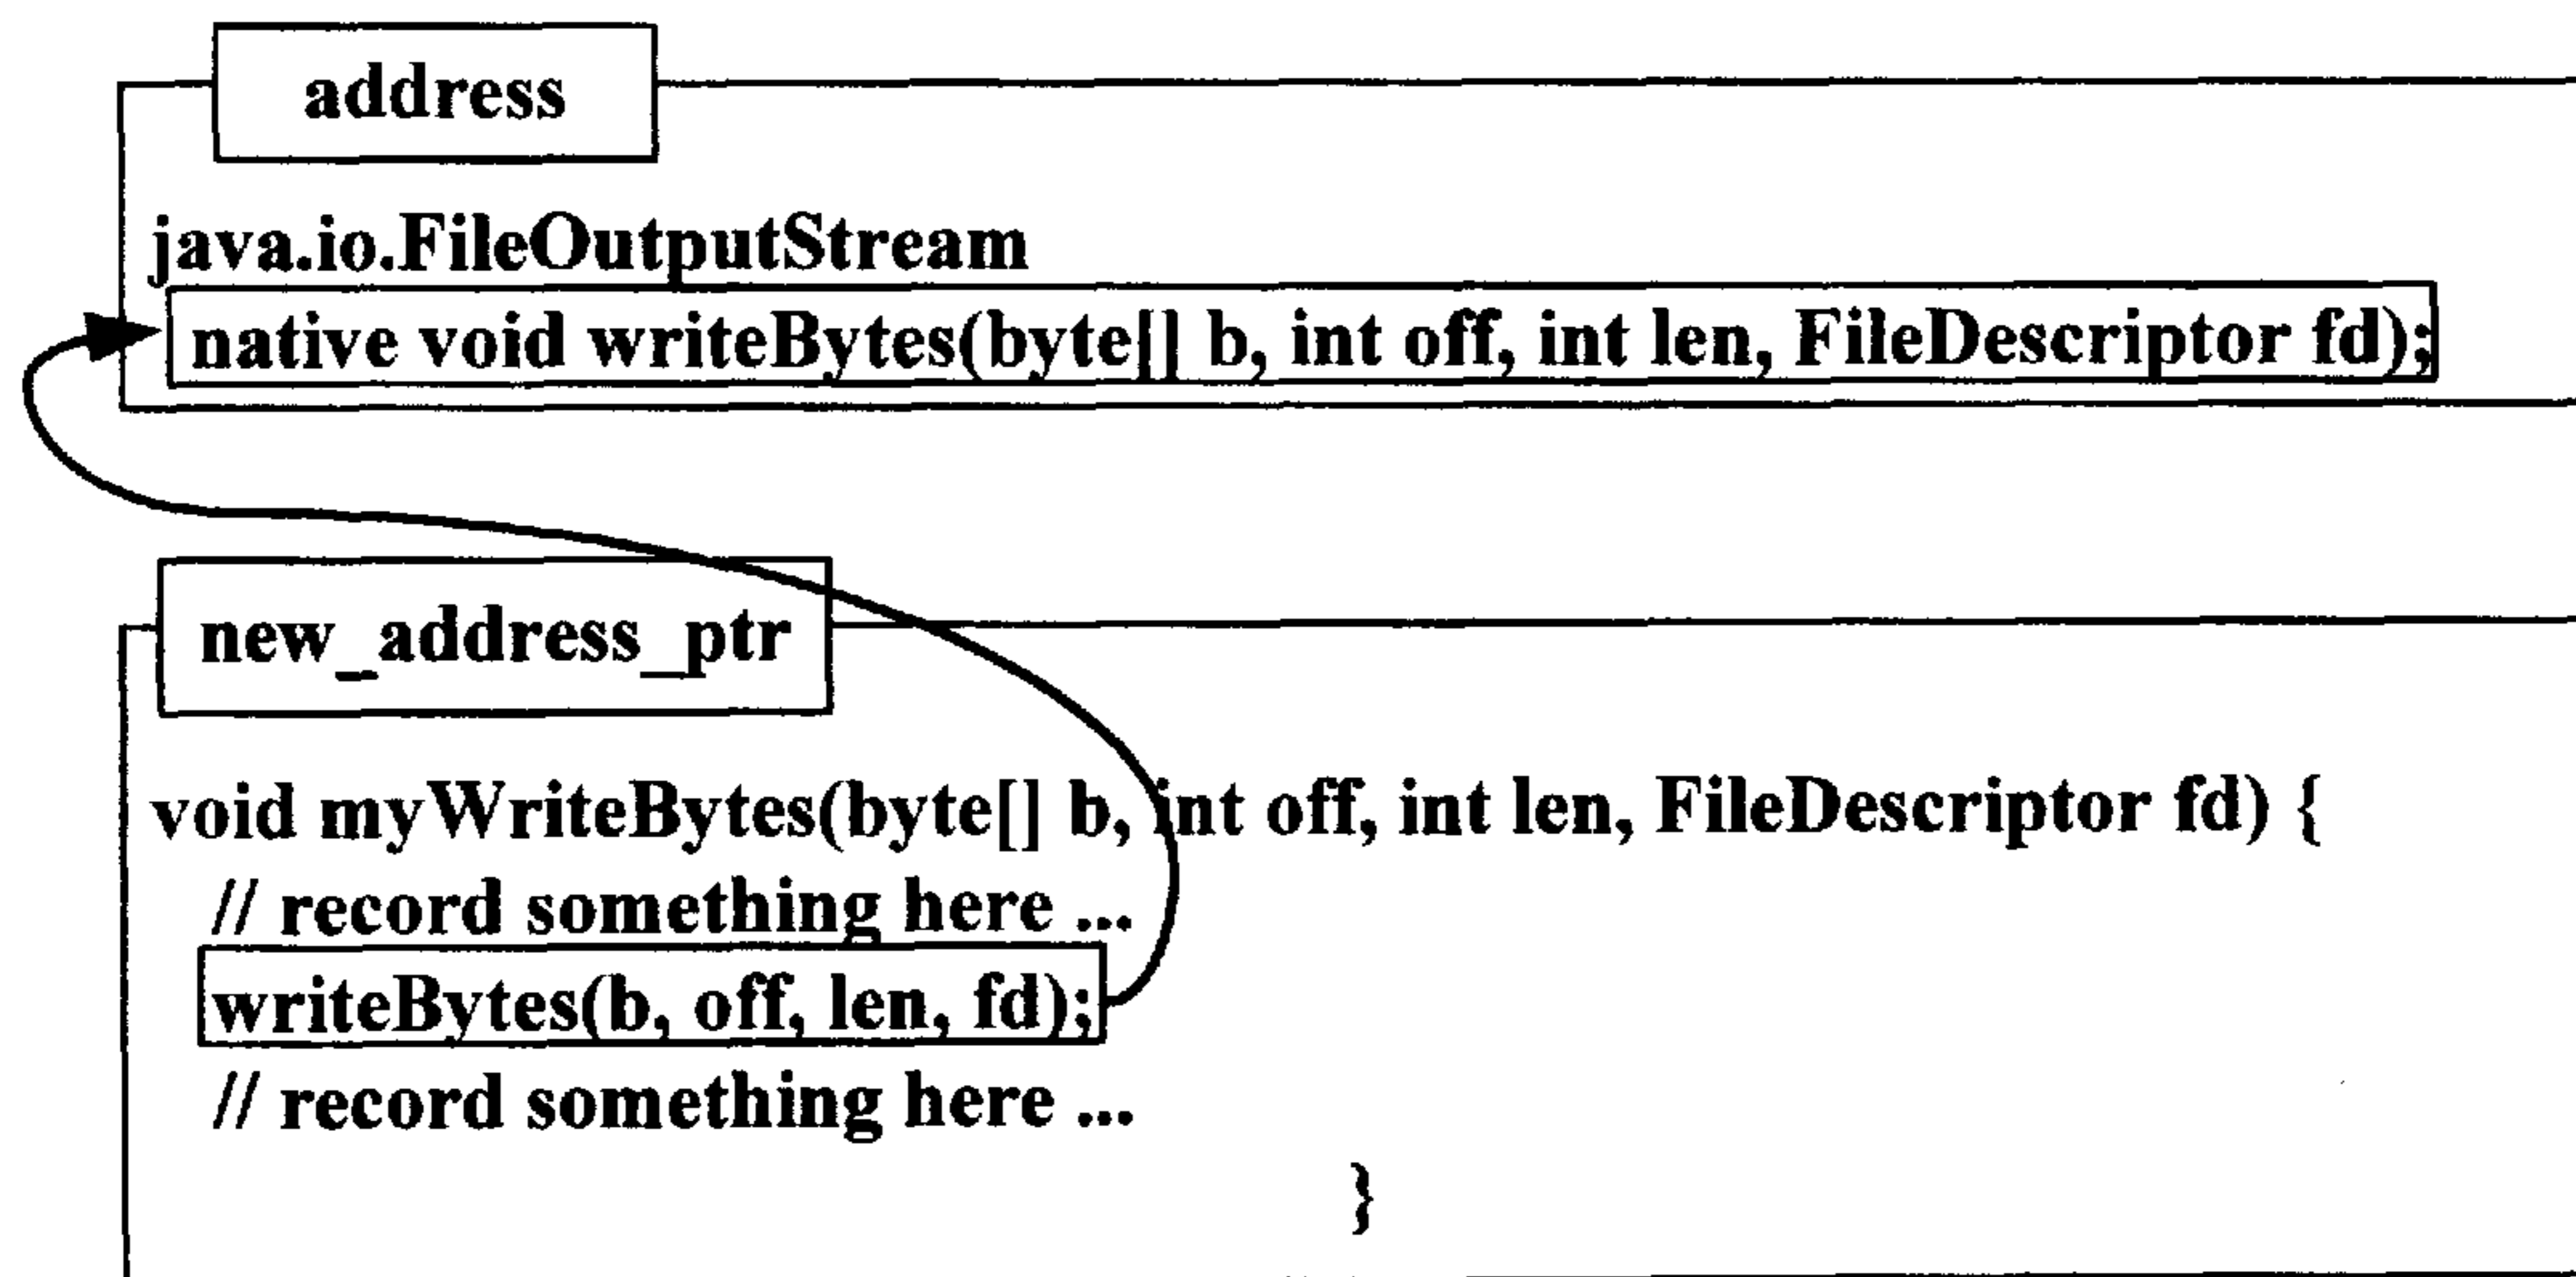 address
java.io.FileOutputStream
native void writeBytes(byte[] b, int off, int len, FileDescriptor fd);
new_address_ptr
void myWriteBytes(byte[] b, int off, int len, FileDescriptor fd) {
// record something here ...
writeBytes(b, off, len, fd);
// record something here ...
}